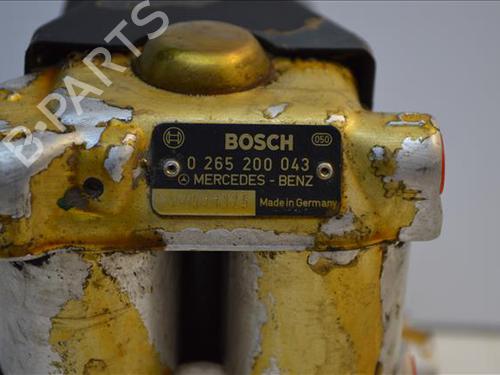 B-PARTS
BOSCH
050
0 265 200 043
MERCEDES - BENZ
Made in Germany